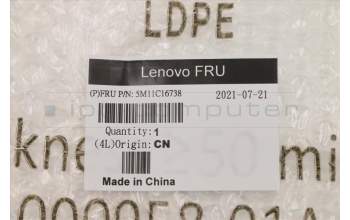 LDPE
Lenovo FRU
(P)FRU P/N: 5M11C16738 2021-07-21
Quantity: 1
(4L)Origin: CN
Made in China